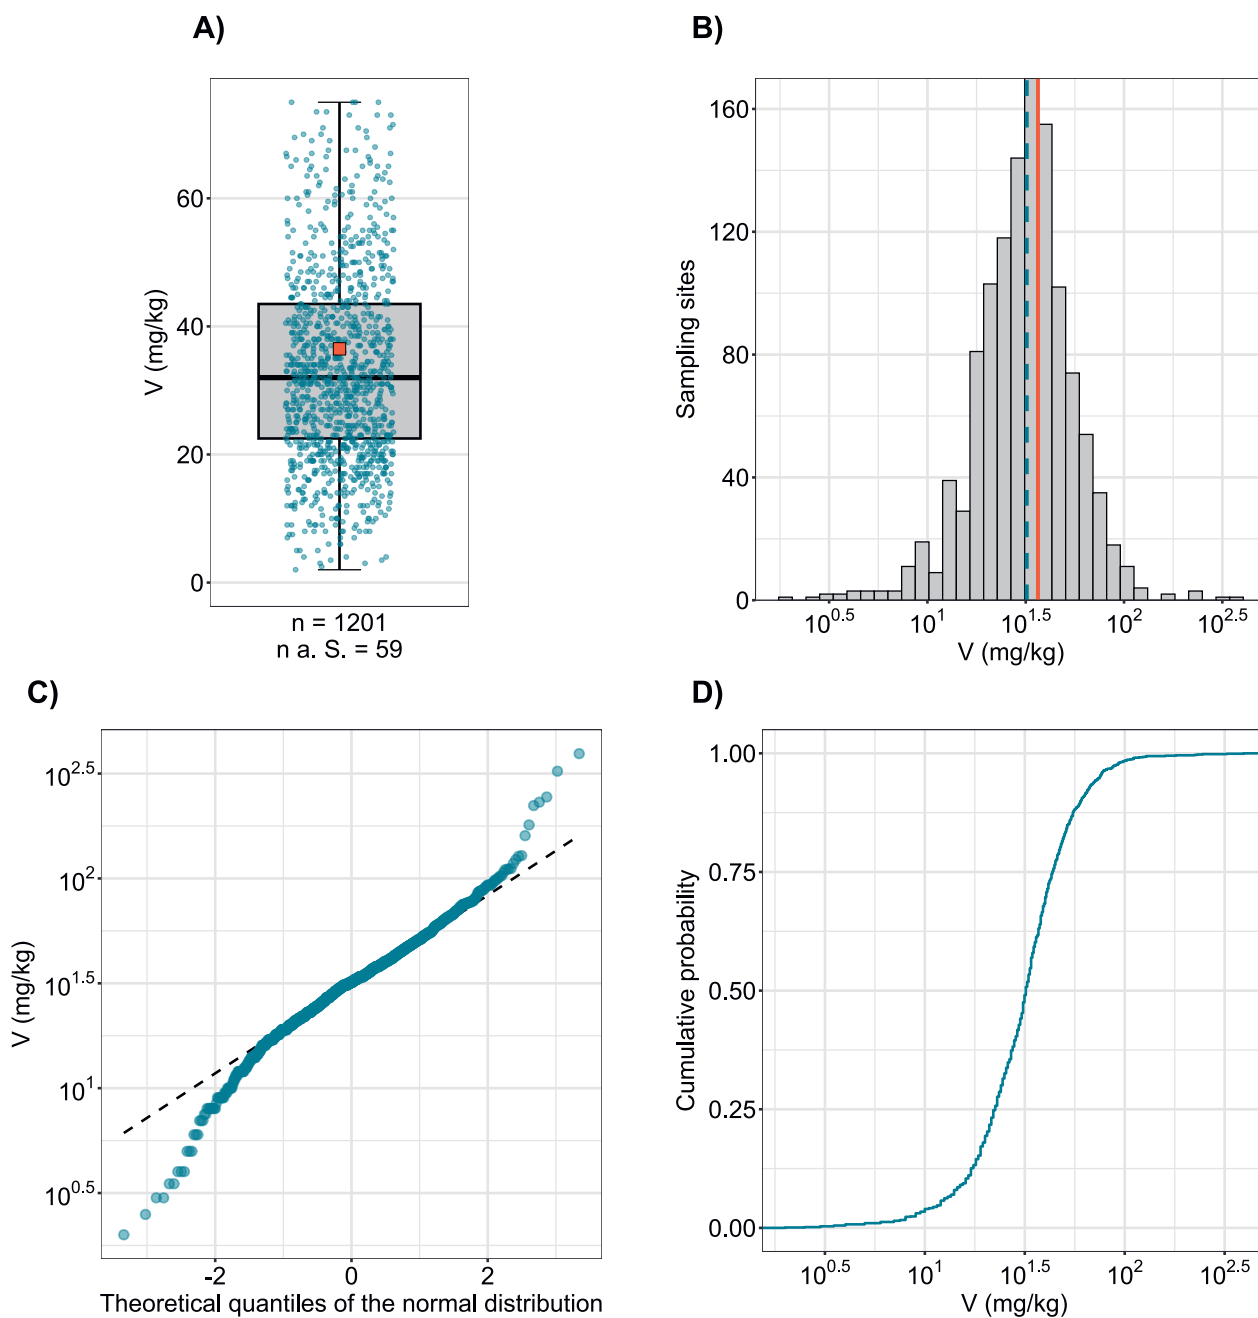 A)
V (mg/kg)
60
40
20
0
n = 1201
n a. S. = 59
B)
Sampling sites
160
120
80
40
0
10^0.5 10^1 10^1.5 10^2 10^2.5
V (mg/kg)
C)
V (mg/kg)
10^2.5
10^2
10^1.5
10^1
10^0.5
-2 0 2
Theoretical quantiles of the normal distribution
D)
Cumulative probability
1.00
0.75
0.50
0.25
0.00
10^0.5 10^1 10^1.5 10^2 10^2.5
V (mg/kg)